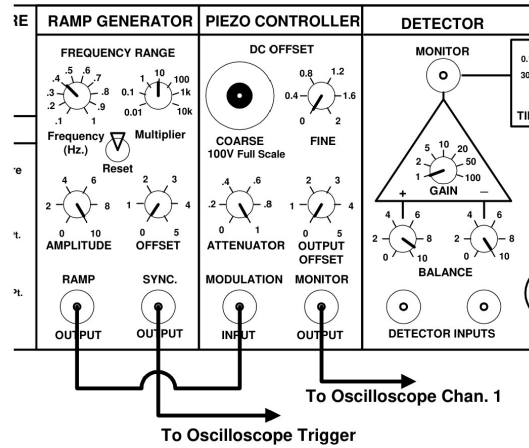 RE
RAMP GENERATOR
PIEZO CONTROLLER
DETECTOR
FREQUENCY RANGE
.1 .2 .3 .4 .5 .6 .7 .8 .9 1
0.01 0.1 1 10 100 1k 10k
Frequency
(Hz.)
Multiplier
Reset
0 2 4 6 8 10
AMPLITUDE
0 1 2 3 4 5
OFFSET
RAMP
OUTPUT
SYNC.
OUTPUT
DC OFFSET
COARSE
100V Full Scale
0 0.4 0.8 1.2 1.6 2
FINE
0 .2 .4 .6 .8 1
ATTENUATOR
0 1 2 3 4 5
OUTPUT
OFFSET
MODULATION
INPUT
MONITOR
OUTPUT
MONITOR
1 2 5 10 20 50 100
GAIN
+
–
0 2 4 6 8 10
0 2 4 6 8 10
BALANCE
DETECTOR INPUTS
To Oscilloscope Chan. 1
To Oscilloscope Trigger